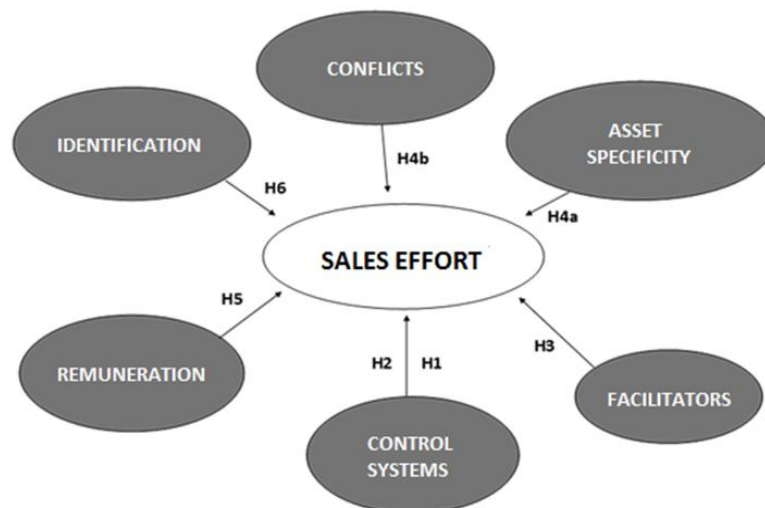 CONFLICTS
IDENTIFICATION
ASSET
SPECIFICITY
H4b
H6
H4a
SALES EFFORT
H5
H3
H2 H1
REMUNERATION
FACILITATORS
CONTROL
SYSTEMS